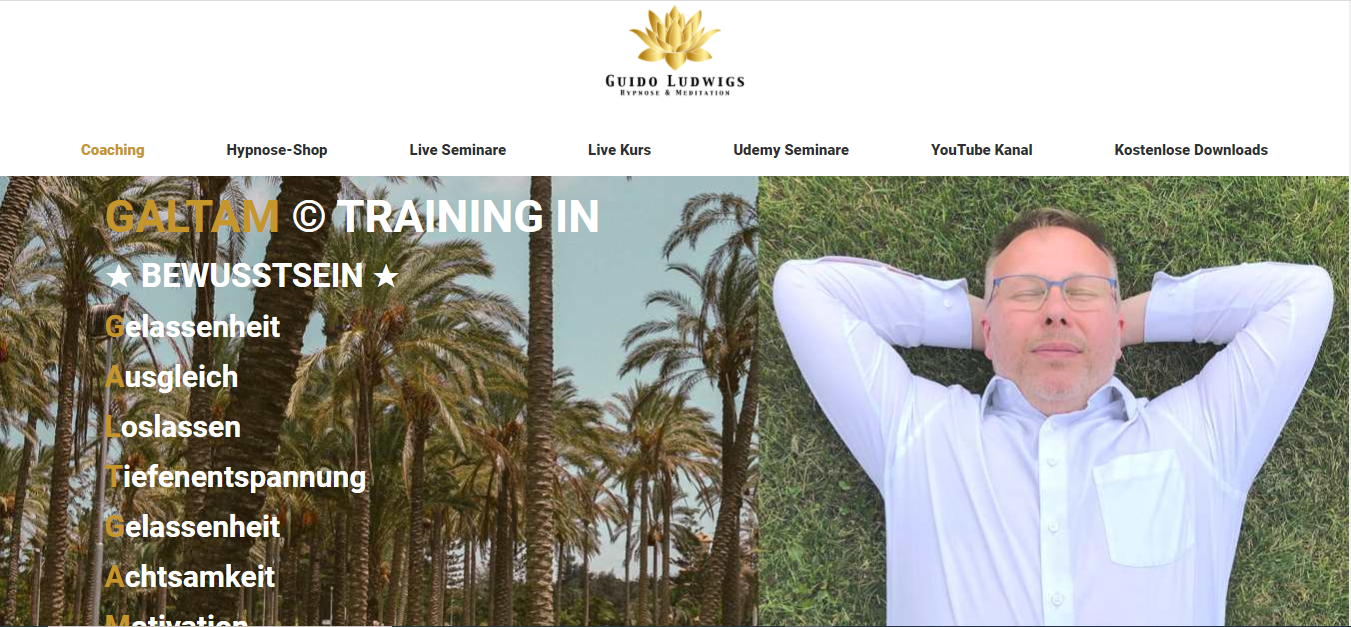 GUIDO LUDWIGS
HYPNOSE & MEDITATION
Coaching Hypnose-Shop Live Seminare Live Kurs Udemy Seminare YouTube Kanal Kostenlose Downloads
GALTAM © TRAINING IN
★ BEWUSSTSEIN ★
Gelassenheit
Ausgleich
Loslassen
Tiefenentspannung
Gelassenheit
Achtsamkeit
Motivation